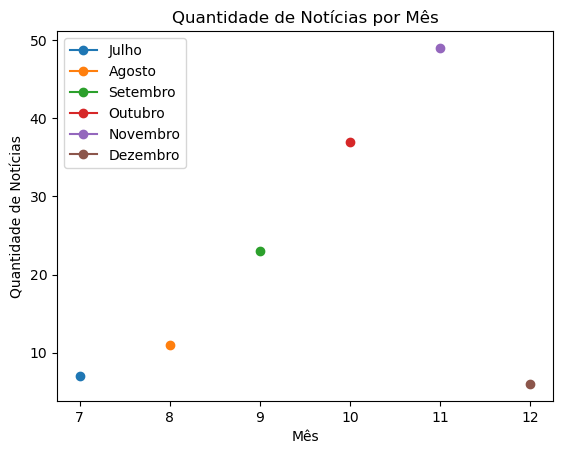 Quantidade de Notícias por Mês
50
40
30
20
10
Quantidade de Notícias
Julho
Agosto
Setembro
Outubro
Novembro
Dezembro
7 8 9 10 11 12
Mês